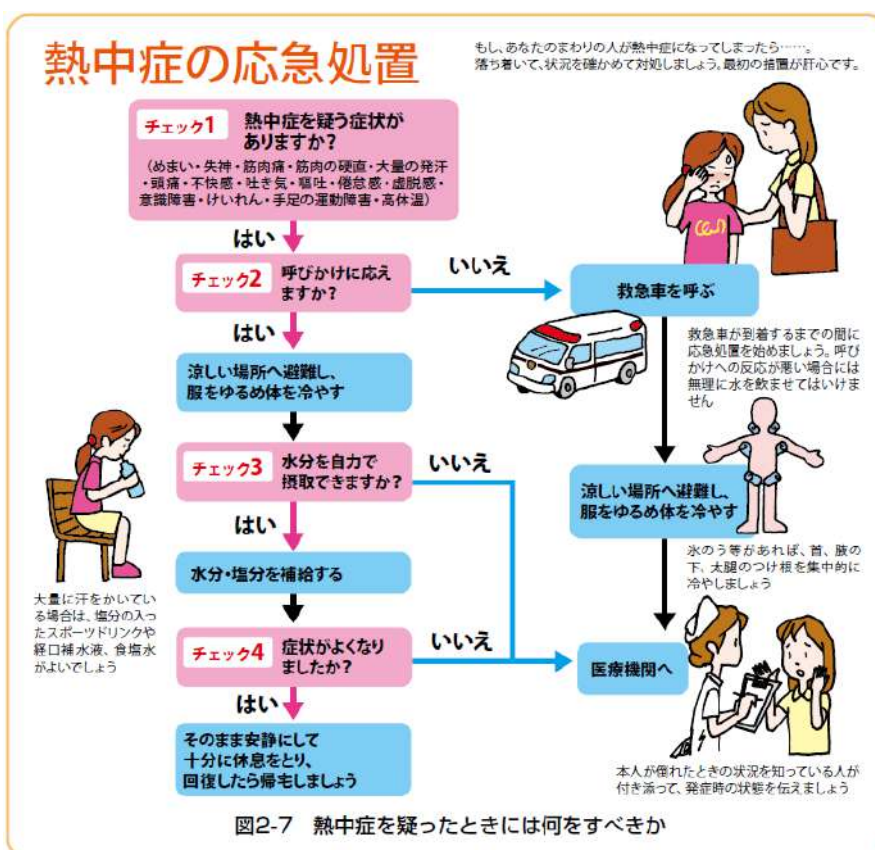 熱中症の応急処置
もし、あなたのまわりの人が熱中症になってしまったら……。
落ち着いて、状況を確かめて対処しましょう。最初の措置が肝心です。
チェック1 熱中症を疑う症状が
ありますか?
(めまい・失神・筋肉痛・筋肉の硬直・大量の発汗
・頭痛・不快感・吐き気・嘔吐・倦怠感・虚脱感・
意識障害・けいれん・手足の運動障害・高体温)
はい
チェック2 呼びかけに応え
ますか?
いいえ
救急車を呼ぶ
はい
救急車が到着するまでの間に
応急処置を始めましょう。呼び
かけへの反応が悪い場合には
無理に水を飲ませてはいけま
せん
涼しい場所へ避難し、
服をゆるめ体を冷やす
チェック3 水分を自力で
摂取できますか?
いいえ
涼しい場所へ避難し、
服をゆるめ体を冷やす
はい
氷のう等があれば、首、腋の
下、太腿のつけ根を集中的に
冷やしましょう
水分・塩分を補給する
大量に汗をかいてい
る場合は、塩分の入っ
たスポーツドリンクや
経口補水液、食塩水
がよいでしょう
チェック4 症状がよくなり
ましたか?
いいえ
医療機関へ
はい
そのまま安静にして
十分に休息をとり、
回復したら帰宅しましょう
本人が倒れたときの状況を知っている人が
付き添って、発症時の状態を伝えましょう
図2-7 熱中症を疑ったときには何をすべきか